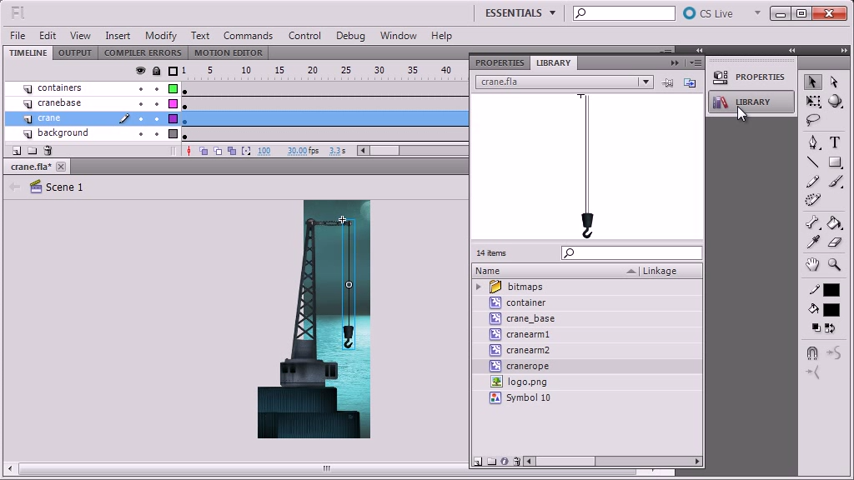 Fl
ESSENTIALS
CS Live
File Edit View Insert Modify Text Commands Control Debug Window Help
TIMELINE OUTPUT COMPILER ERRORS MOTION EDITOR
5 10 15 20 25 30 35 40 45
containers
cranebase
crane
background
100 30.00 fps 3.3 s
crane.fla*
Scene 1
PROPERTIES LIBRARY
crane.fla
14 items
Name Linkage
bitmaps
container
crane_base
cranearm1
cranearm2
cranerope
logo.png
Symbol 10
PROPERTIES
LIBRARY